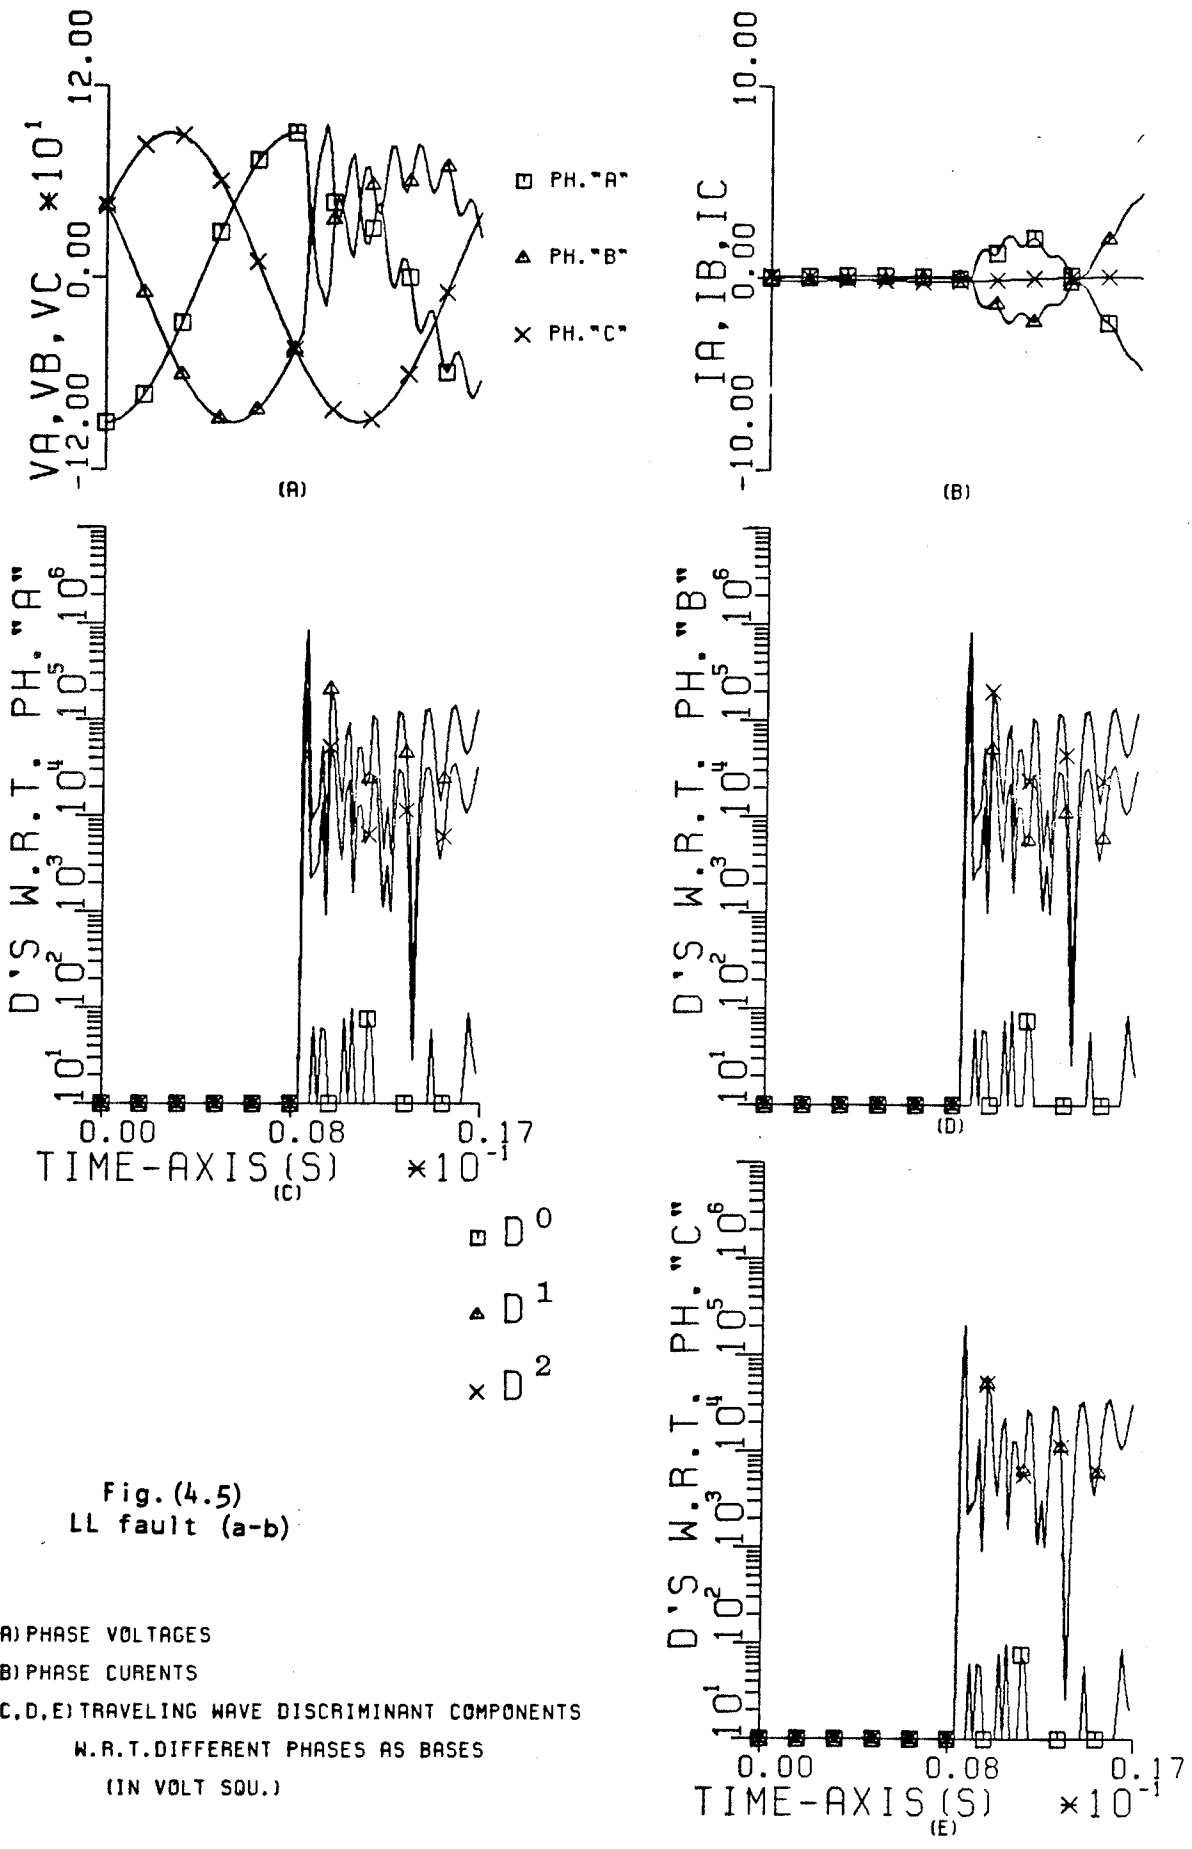 VA, VB, VC *10¹
12.00
0.00
-12.00
(A)
PH."A"
PH."B"
PH."C"
IA, IB, IC
10.00
0.00
-10.00
(B)
D'S W.R.T. PH."A"
10⁶
10⁵
10⁴
10³
10²
10¹
0.00 0.08 0.17
TIME-AXIS(S) *10⁻¹
(C)
D'S W.R.T. PH."B"
10⁶
10⁵
10⁴
10³
10²
10¹
(D)
D⁰
D¹
D²
D'S W.R.T. PH."C"
10⁶
10⁵
10⁴
10³
10²
10¹
0.00 0.08 0.17
TIME-AXIS(S) *10⁻¹
(E)
Fig.(4.5)
LL fault (a-b)
A)PHASE VOLTAGES
B)PHASE CURENTS
C,D,E)TRAVELING WAVE DISCRIMINANT COMPONENTS
W.R.T.DIFFERENT PHASES AS BASES
(IN VOLT SQU.)